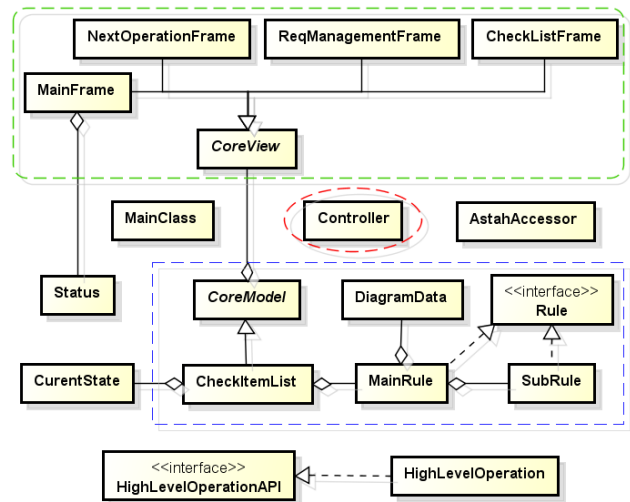 NextOperationFrame
ReqManagementFrame
CheckListFrame
MainFrame
CoreView
MainClass
Controller
AstahAccessor
Status
CoreModel
DiagramData
<<interface>>
Rule
CurentState
CheckItemList
MainRule
SubRule
<<interface>>
HighLevelOperationAPI
HighLevelOperation